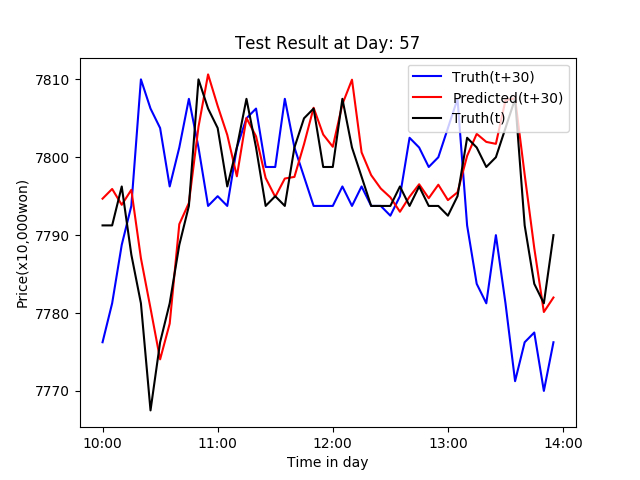 Test Result at Day: 57
Truth(t+30)
Predicted(t+30)
Truth(t)
7810
7800
7790
7780
7770
Price(x10,000won)
10:00 11:00 12:00 13:00 14:00
Time in day